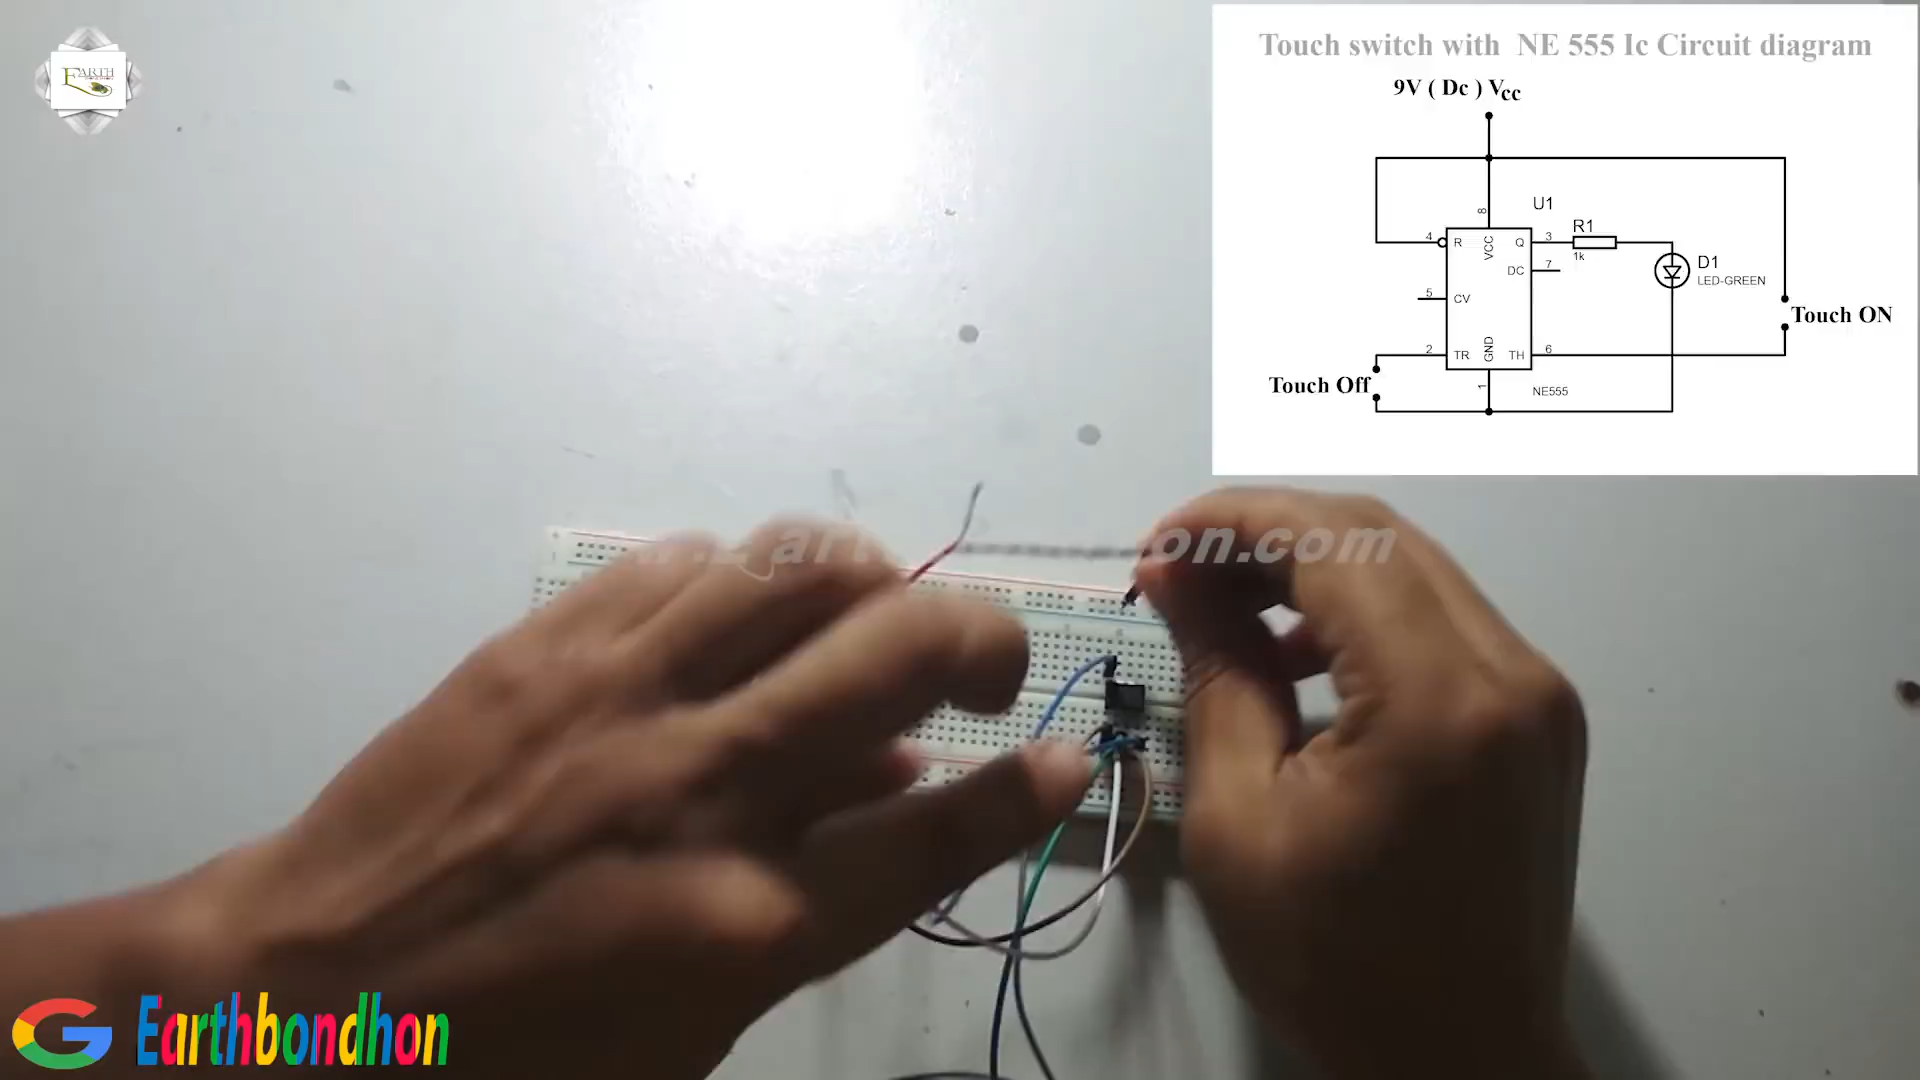 EARTH
Touch switch with NE 555 Ic Circuit diagram
9V ( Dc ) Vcc
U1
8
4
R
VCC
Q
3
R1
1k
DC
7
D1
LED-GREEN
5
CV
Touch ON
2
TR
GND
TH
6
Touch Off
1
NE555
on.com
Earthbondhon